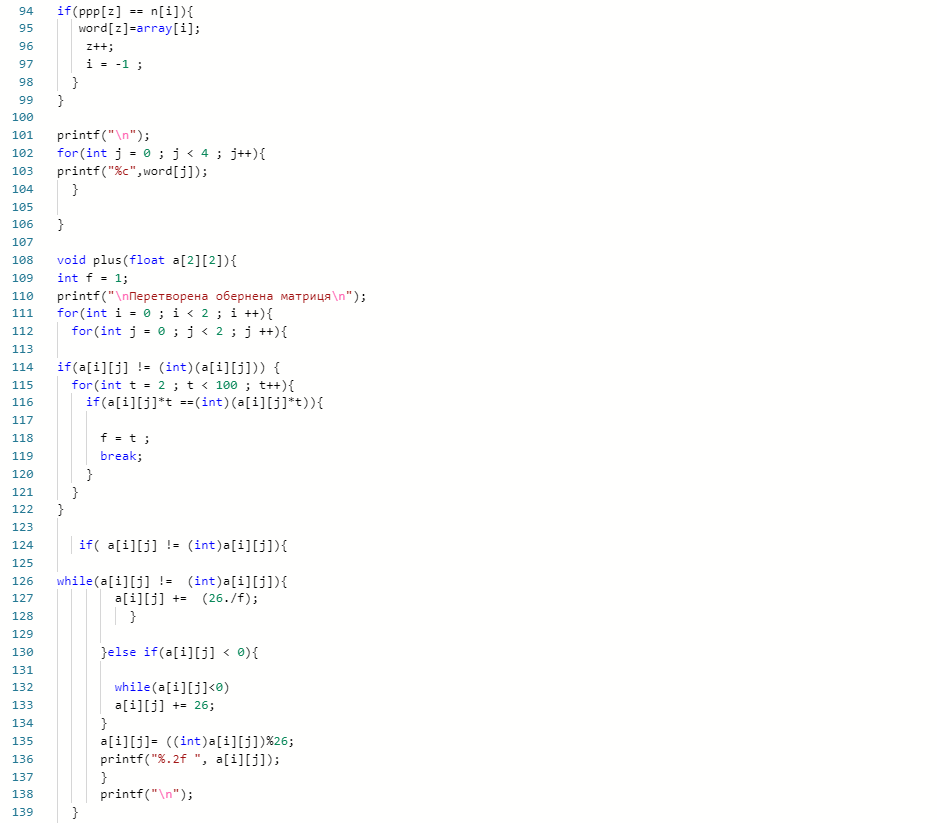 94 if(ppp[z] == n[i]){
95 word[z]=array[i];
96 z++;
97 i = -1 ;
98 }
99 }
100
101 printf("\n");
102 for(int j = 0 ; j < 4 ; j++){
103 printf("%c",word[j]);
104 }
105
106 }
107
108 void plus(float a[2][2]){
109 int f = 1;
110 printf("\nПеретворена обернена матриця\n");
111 for(int i = 0 ; i < 2 ; i ++){
112 for(int j = 0 ; j < 2 ; j ++){
113
114 if(a[i][j] != (int)(a[i][j])) {
115 for(int t = 2 ; t < 100 ; t++){
116 if(a[i][j]*t ==(int)(a[i][j]*t)){
117
118 f = t ;
119 break;
120 }
121 }
122 }
123
124 if( a[i][j] != (int)a[i][j]){
125
126 while(a[i][j] !=  (int)a[i][j]){
127 a[i][j] +=  (26./f);
128 }
129
130 }else if(a[i][j] < 0){
131
132 while(a[i][j]<0)
133 a[i][j] += 26;
134 }
135 a[i][j]= ((int)a[i][j])%26;
136 printf("%.2f ", a[i][j]);
137 }
138 printf("\n");
139 }